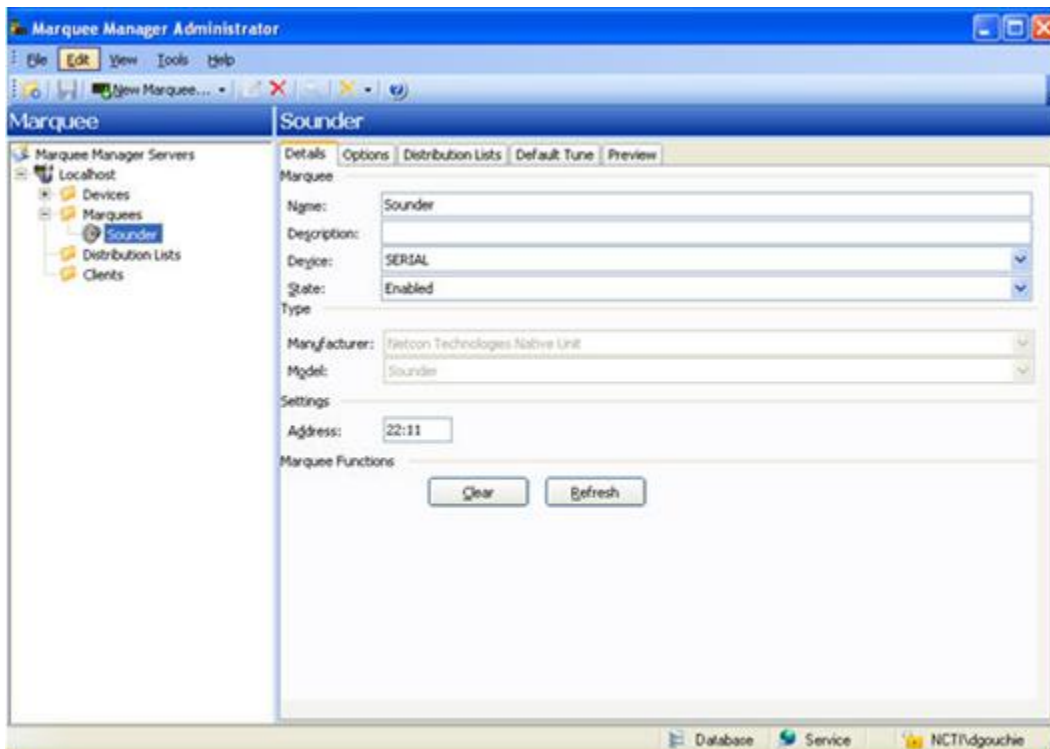 Marquee Manager Administrator
File Edit View Tools Help
New Marquee...
Marquee
Sounder
Marquee Manager Servers
Localhost
Devices
Marquees
Sounder
Distribution Lists
Clients
Details Options Distribution Lists Default Tune Preview
Marquee
Name: Sounder
Description:
Device: SERIAL
State: Enabled
Type
Manufacturer: Netcon Technologies Native Unit
Model: Sounder
Settings
Address: 22:11
Marquee Functions
Clear Refresh
Database Service NCTI\dgouchie